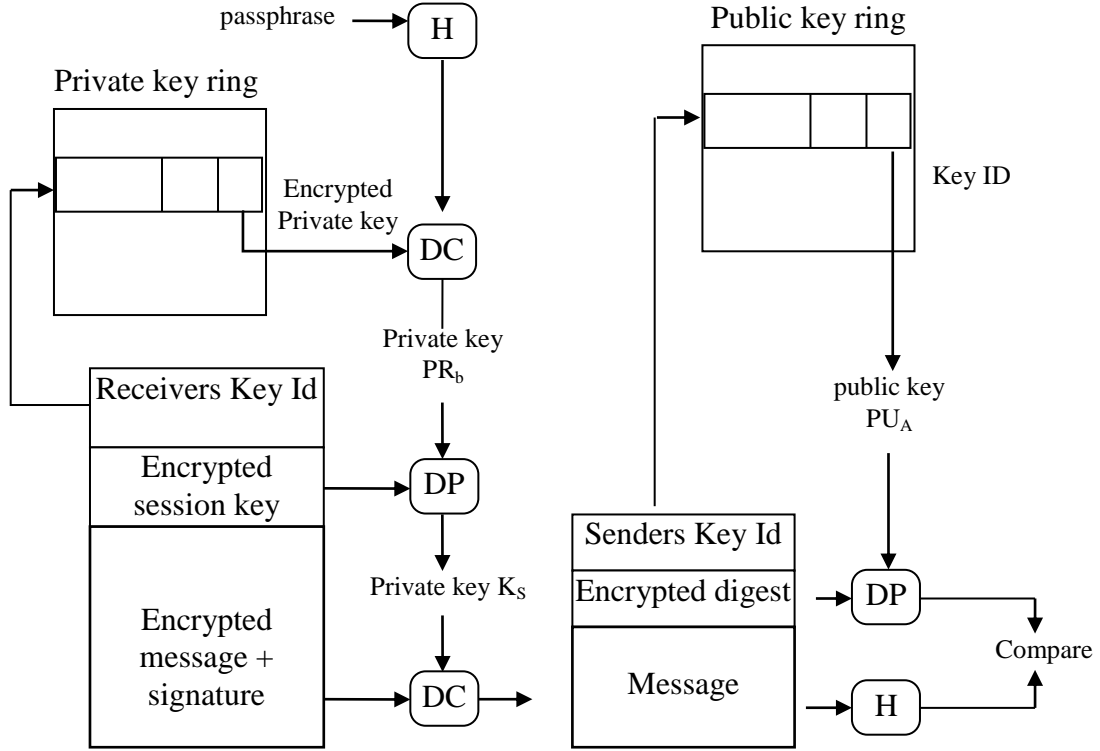 passphrase
H
Public key ring
Private key ring
Encrypted
Private key
Key ID
DC
Private key
PRb
public key
PUA
Receivers Key Id
Encrypted
session key
DP
Senders Key Id
Private key KS
Encrypted digest
DP
Encrypted
message +
signature
Compare
Message
DC
H